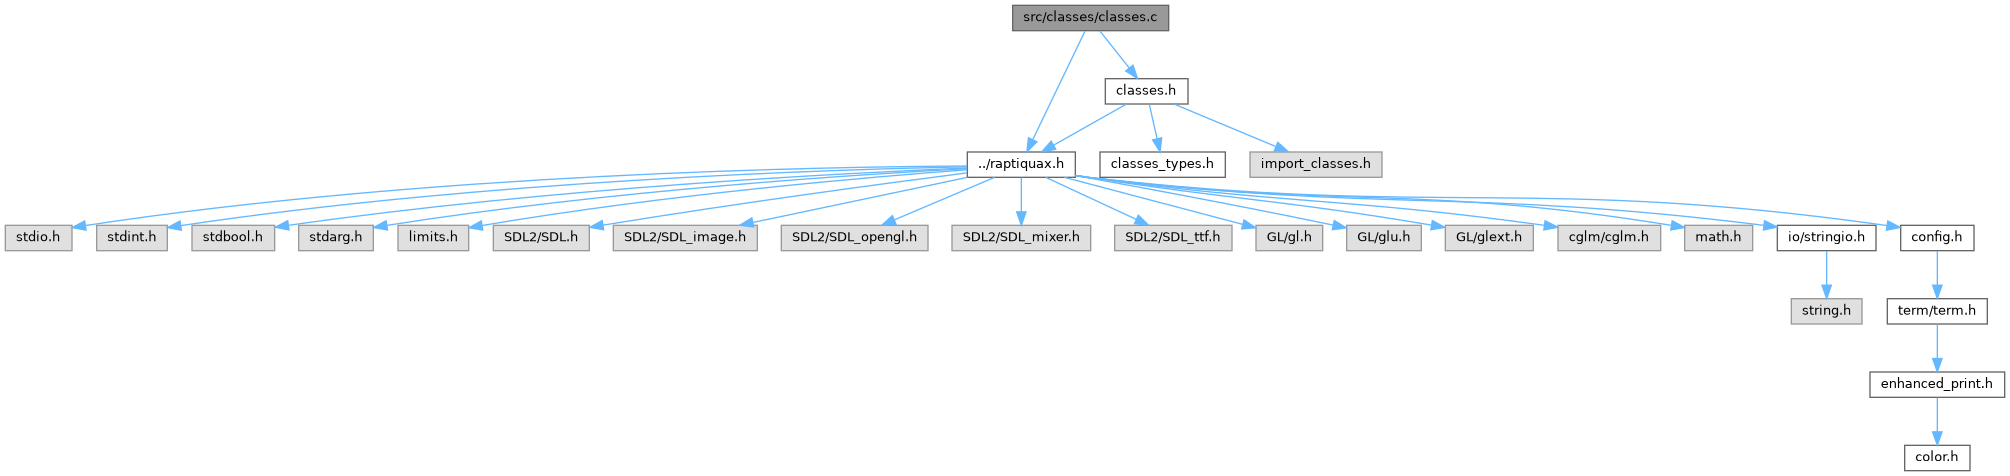 src/classes/classes.c
classes.h
../raptiquax.h
classes_types.h
import_classes.h
stdio.h
stdint.h
stdbool.h
stdarg.h
limits.h
SDL2/SDL.h
SDL2/SDL_image.h
SDL2/SDL_opengl.h
SDL2/SDL_mixer.h
SDL2/SDL_ttf.h
GL/gl.h
GL/glu.h
GL/glext.h
cglm/cglm.h
math.h
io/stringio.h
config.h
string.h
term/term.h
enhanced_print.h
color.h